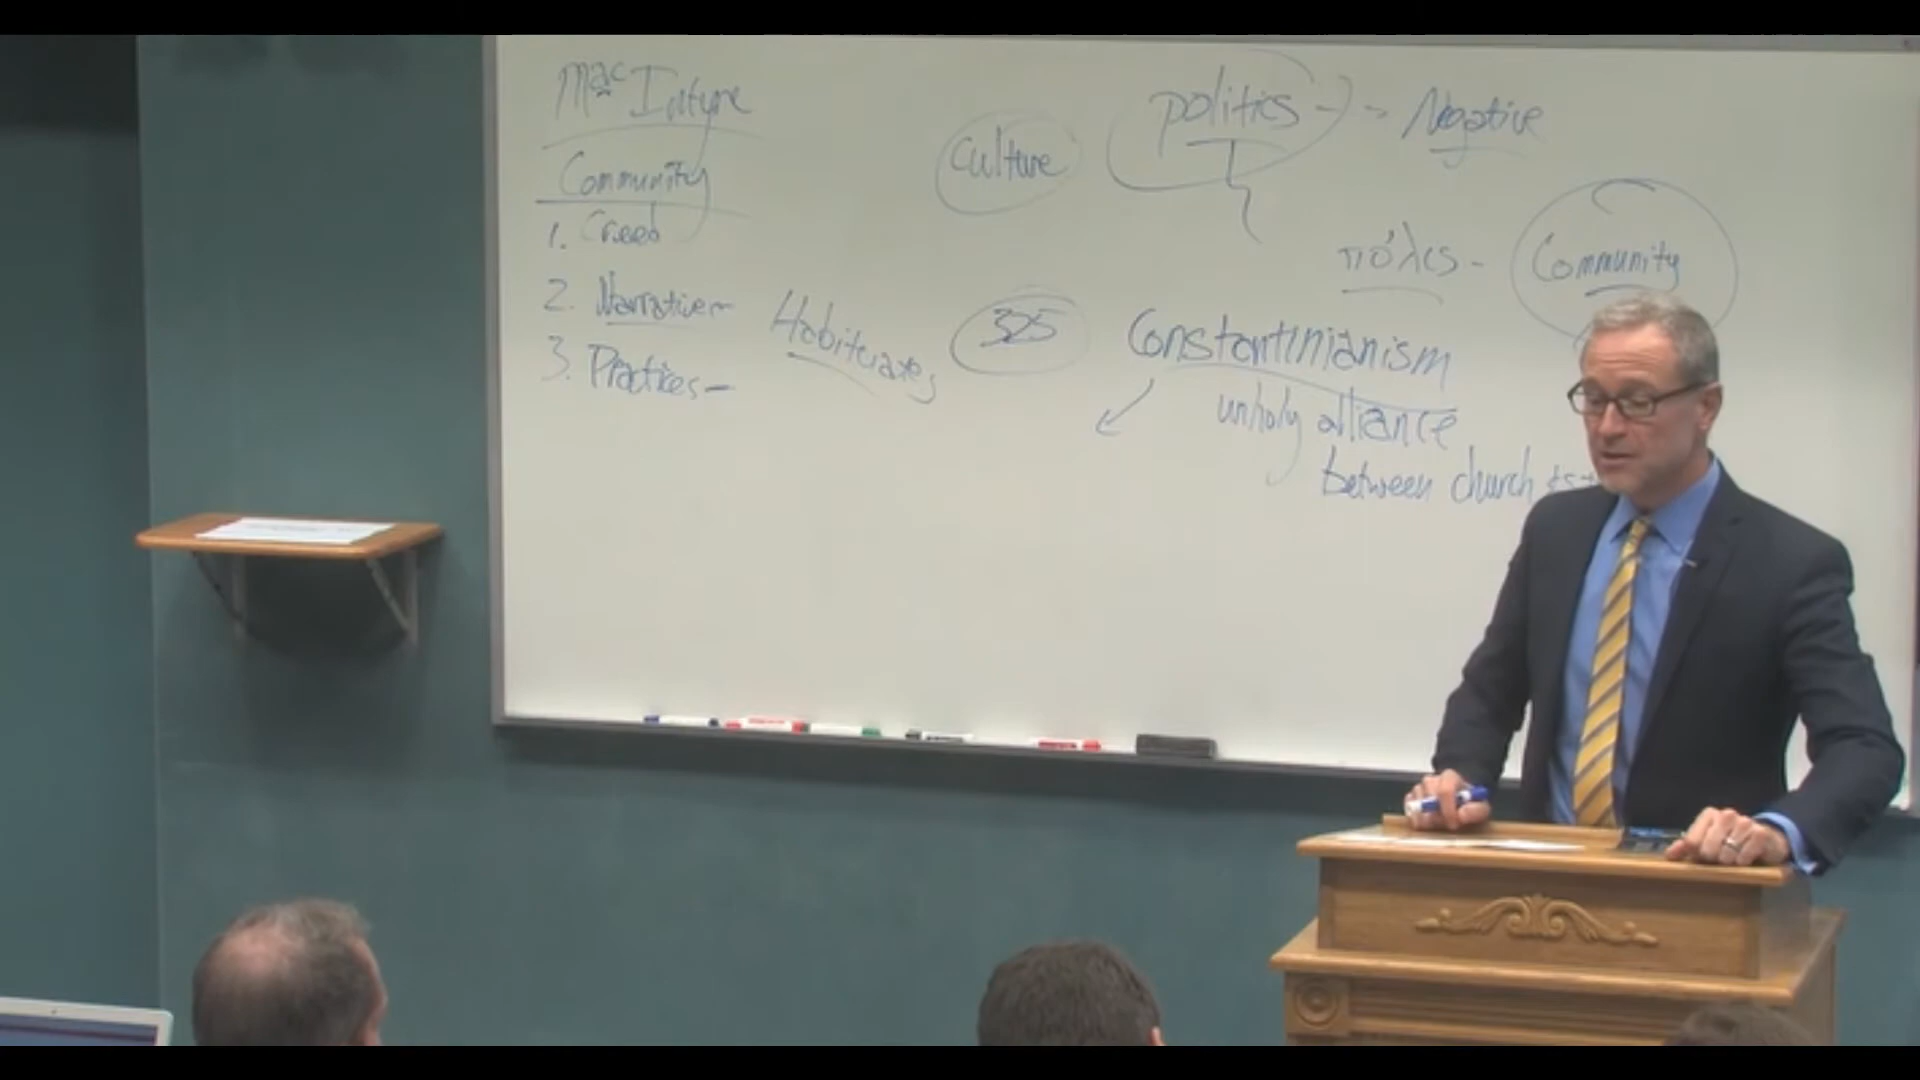 MacIntyre
Community
1. Creed
2. Narrative
3. Practices -
Habituates
culture
politics - Negative
πόλις - Community
325 Constantinianism
unholy alliance
between church + st